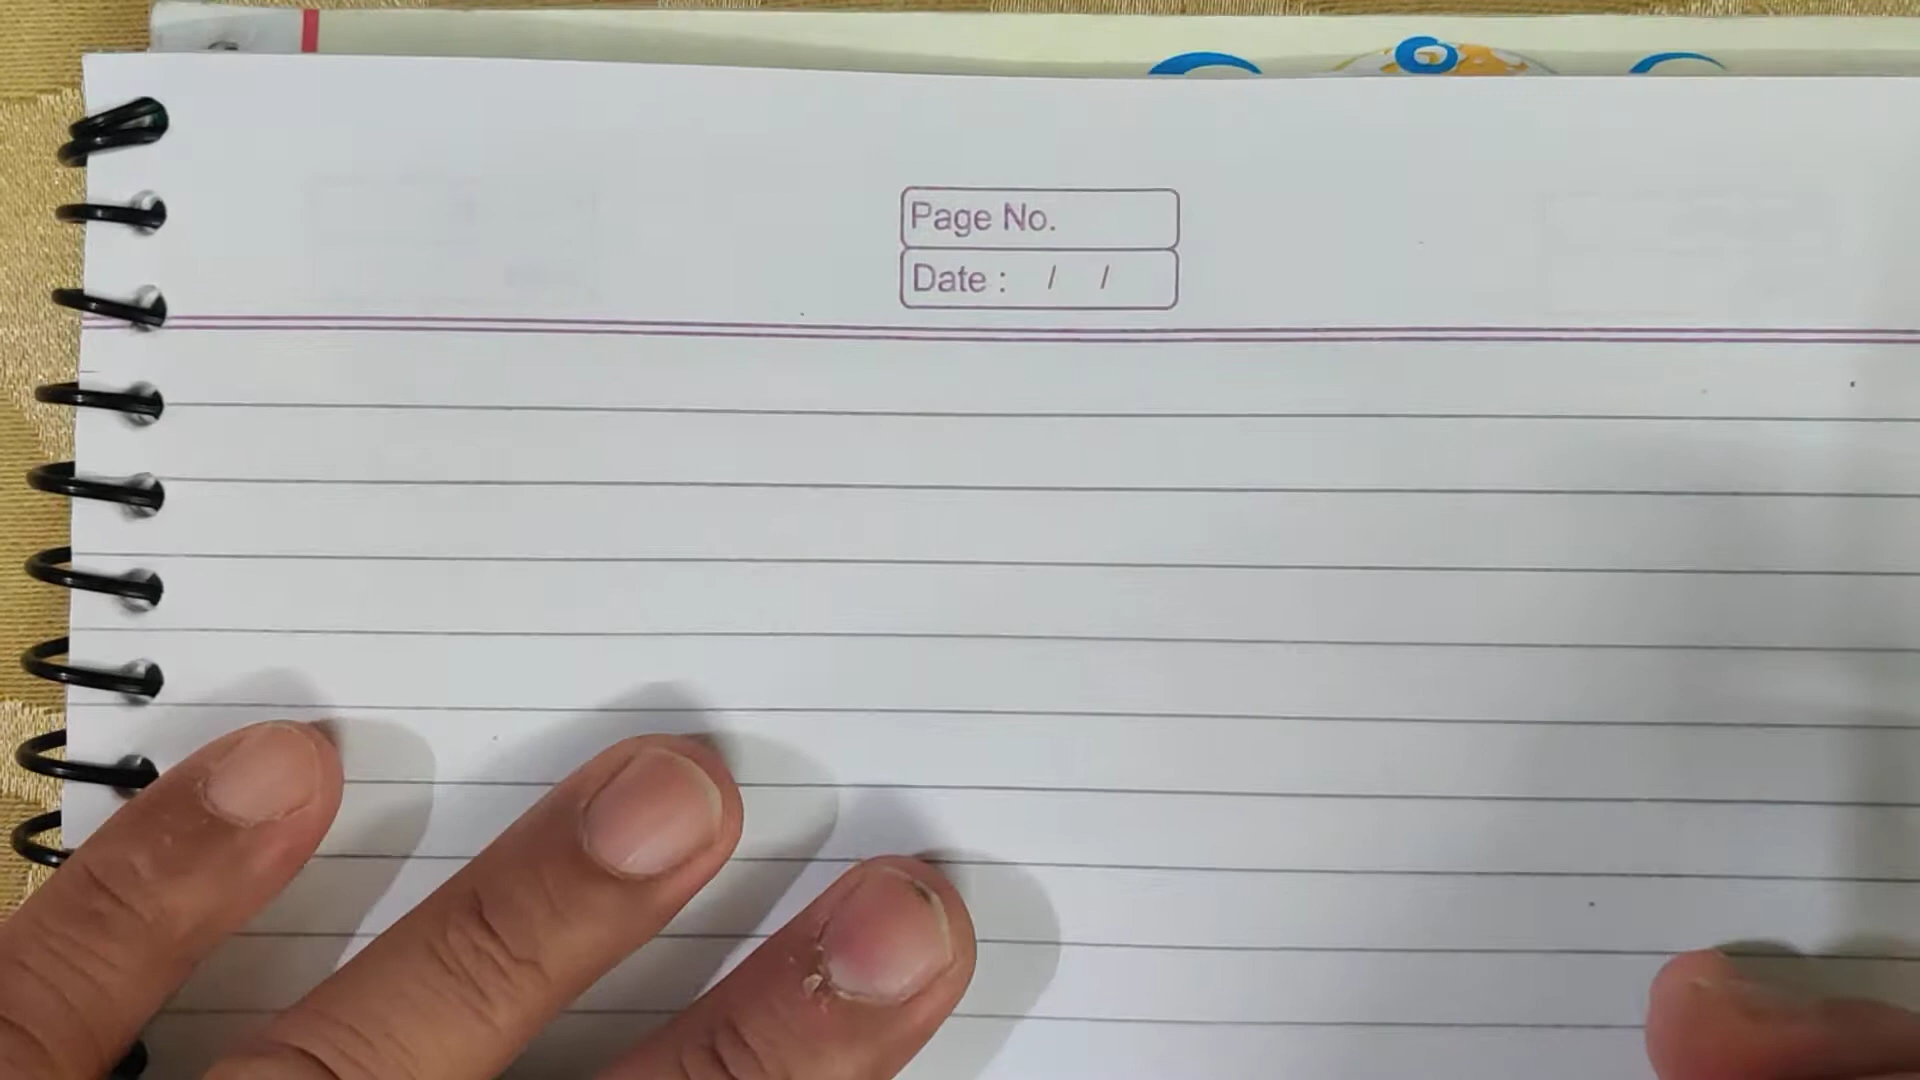 Page No.
Date : / /